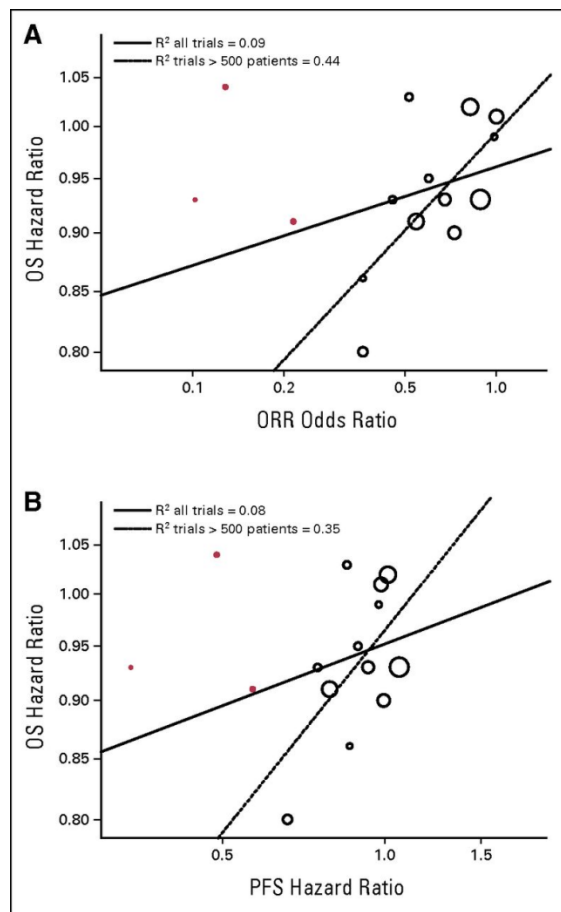 A
R² all trials = 0.09
R² trials > 500 patients = 0.44
OS Hazard Ratio
1.05
1.00
0.95
0.90
0.85
0.80
0.1 0.2 0.5 1.0
ORR Odds Ratio
B
R² all trials = 0.08
R² trials > 500 patients = 0.35
OS Hazard Ratio
1.05
1.00
0.95
0.90
0.85
0.80
0.5 1.0 1.5
PFS Hazard Ratio